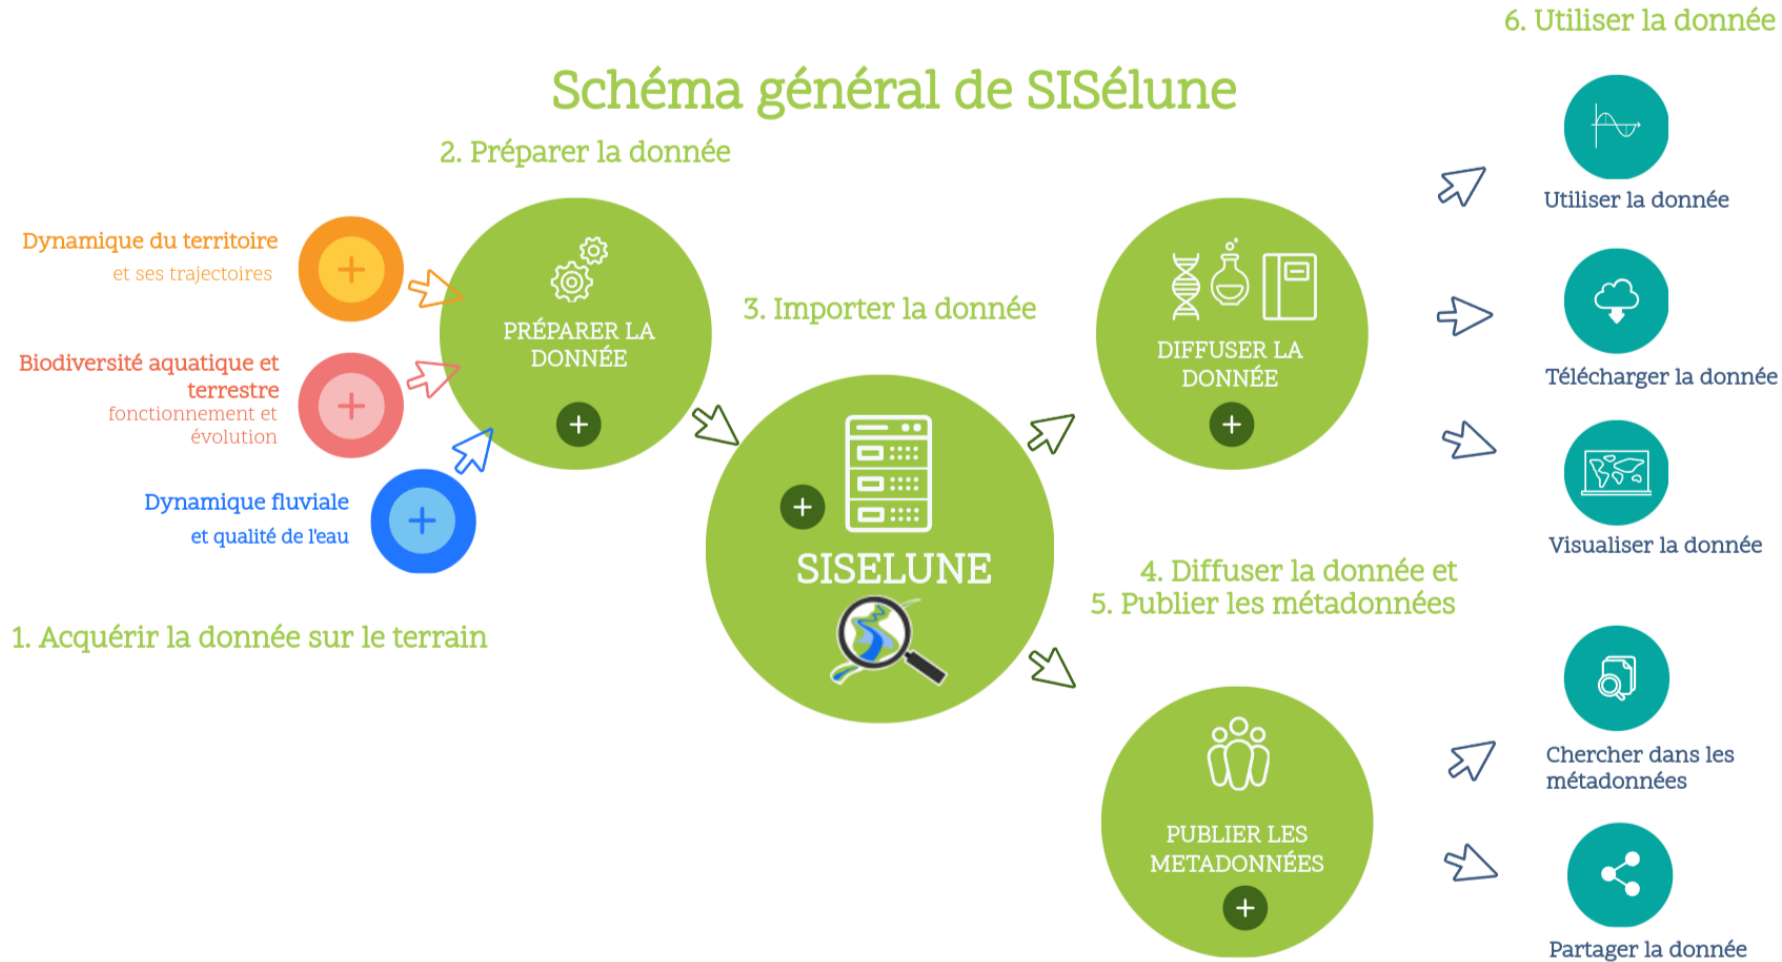 6. Utiliser la donnée
Schéma général de SISélune
2. Préparer la donnée
Dynamique du territoire
et ses trajectoires
Biodiversité aquatique et
terrestre
fonctionnement et
évolution
Dynamique fluviale
et qualité de l'eau
1. Acquérir la donnée sur le terrain
PRÉPARER LA
DONNÉE
3. Importer la donnée
SISELUNE
DIFFUSER LA
DONNÉE
4. Diffuser la donnée et
5. Publier les métadonnées
PUBLIER LES
METADONNÉES
Utiliser la donnée
Télécharger la donnée
Visualiser la donnée
Chercher dans les
métadonnées
Partager la donnée